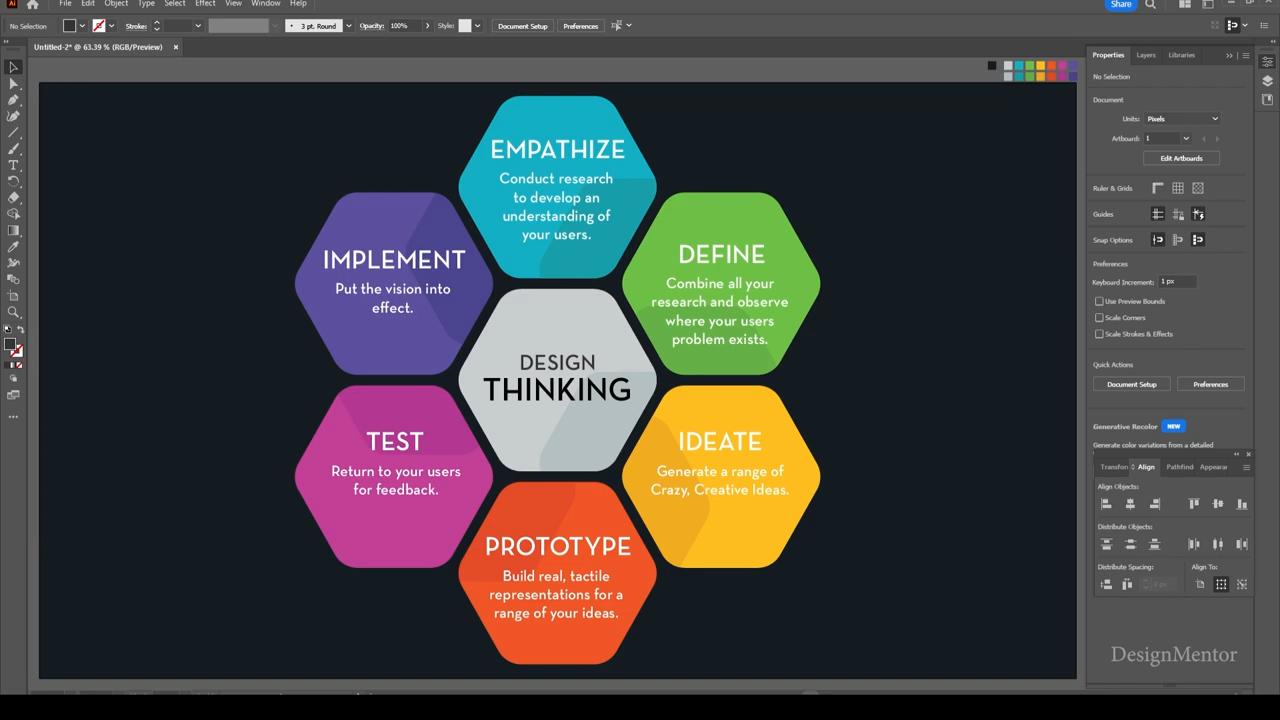 Ai File Edit Object Type Select Effect View Window Help Share
No Selection Stroke: 3 pt. Round Opacity: 100% Style: Document Setup Preferences
Untitled-2* @ 63.39 % (RGB/Preview) ×
EMPATHIZE
Conduct research
to develop an
understanding of
your users.
IMPLEMENT
Put the vision into
effect.
DEFINE
Combine all your
research and observe
where your users
problem exists.
DESIGN
THINKING
TEST
Return to your users
for feedback.
IDEATE
Generate a range of
Crazy, Creative Ideas.
PROTOTYPE
Build real, tactile
representations for a
range of your ideas.
Properties Layers Libraries
No Selection
Document
Units: Pixels
Artboard: 1
Edit Artboards
Ruler & Grids
Guides
Snap Options
Preferences
Keyboard Increment: 1 px
Use Preview Bounds
Scale Corners
Scale Strokes & Effects
Quick Actions
Document Setup Preferences
Generative Recolor NEW
Generate color variations from a detailed
Transfon Align Pathfind Appeara
Align Objects:
Distribute Objects:
Distribute Spacing: Align To:
0 px
DesignMentor